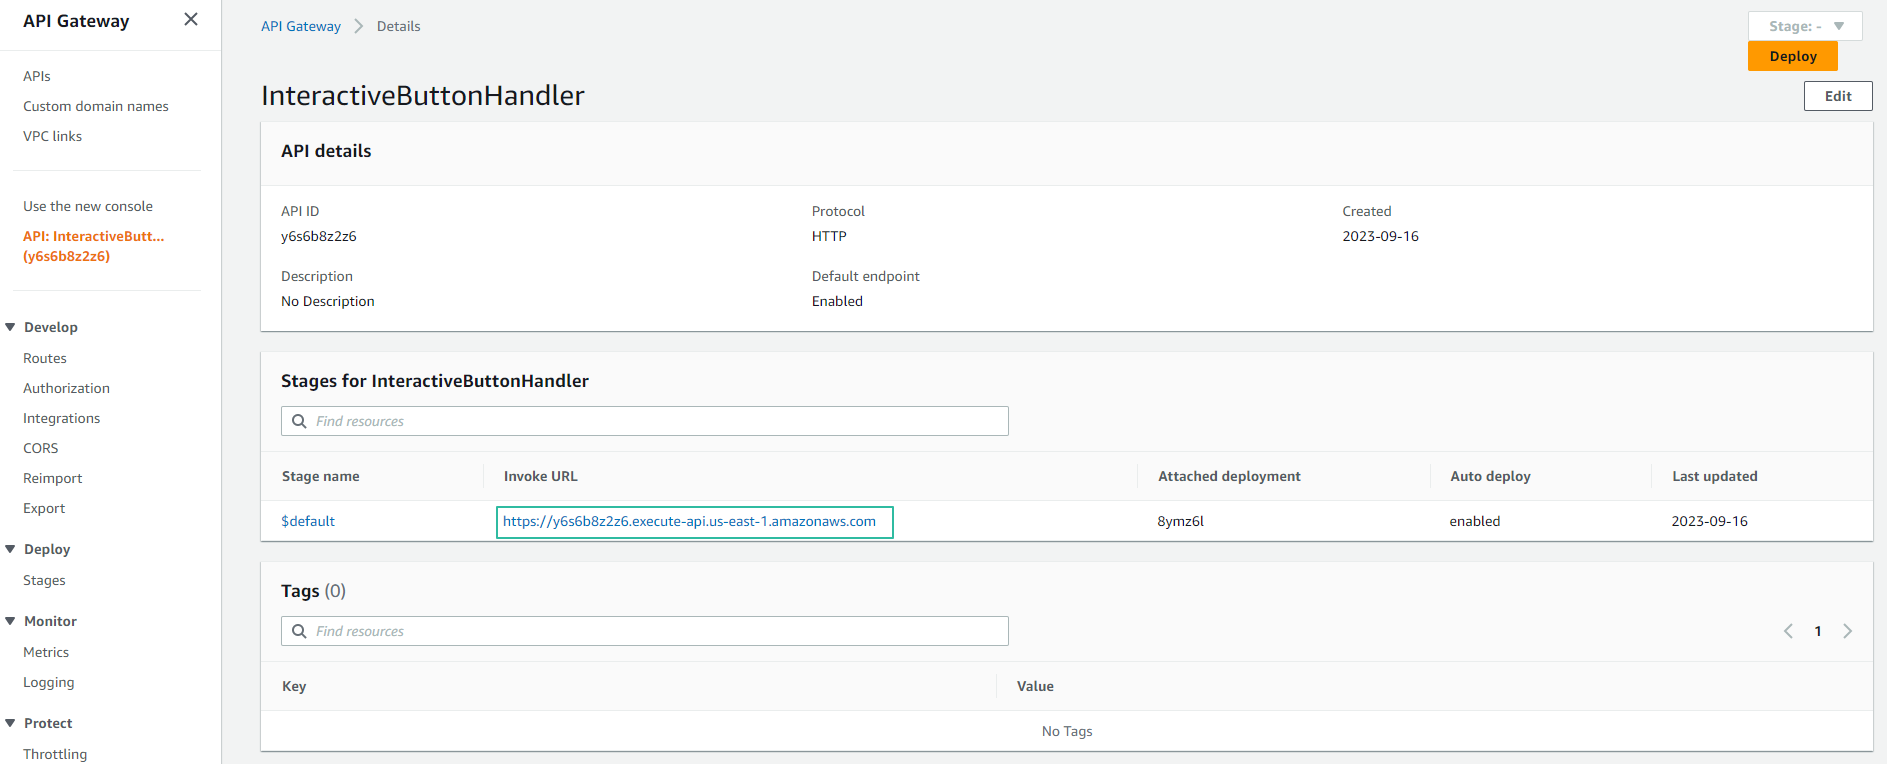 API Gateway
APIs
Custom domain names
VPC links
Use the new console
API: InteractiveButt...
(y6s6b8z2z6)
Develop
Routes
Authorization
Integrations
CORS
Reimport
Export
Deploy
Stages
Monitor
Metrics
Logging
Protect
Throttling
API Gateway Details
Stage: -
Deploy
InteractiveButtonHandler
Edit
API details
API ID Protocol Created
y6s6b8z2z6 HTTP 2023-09-16
Description Default endpoint
No Description Enabled
Stages for InteractiveButtonHandler
Find resources
Stage name Invoke URL Attached deployment Auto deploy Last updated
$default https://y6s6b8z2z6.execute-api.us-east-1.amazonaws.com 8ymz6l enabled 2023-09-16
Tags (0)
Find resources 1
Key Value
No Tags